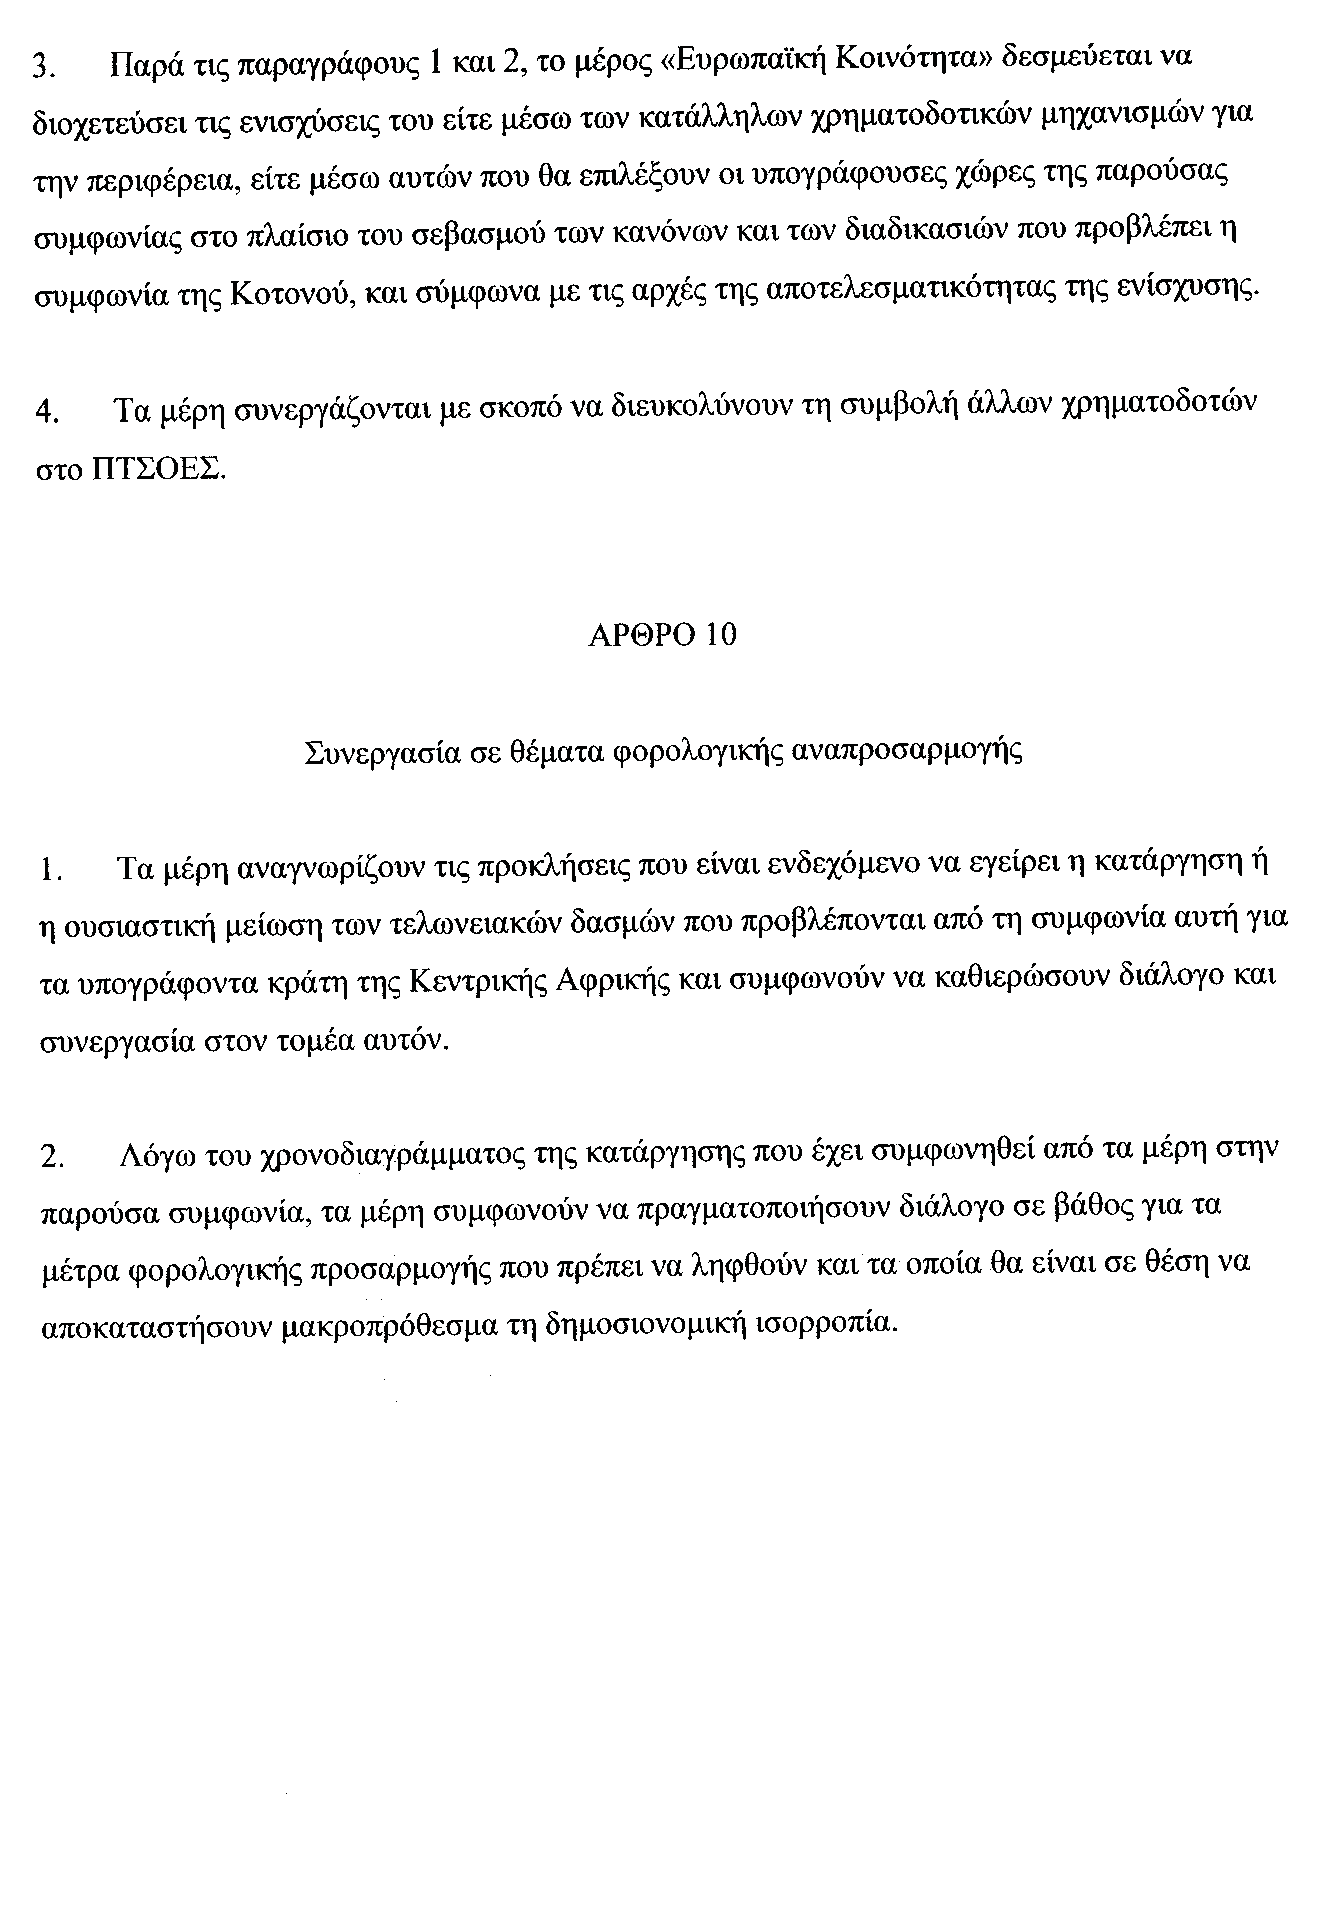 3. Παρά τις παραγράφους 1 και 2, το μέρος «Ευρωπαϊκή Κοινότητα» δεσμεύεται να
διοχετεύσει τις ενισχύσεις του είτε μέσω των κατάλληλων χρηματοδοτικών μηχανισμών για
την περιφέρεια, είτε μέσω αυτών που θα επιλέξουν οι υπογράφουσες χώρες της παρούσας
συμφωνίας στο πλαίσιο του σεβασμού των κανόνων και των διαδικασιών που προβλέπει η
συμφωνία της Κοτονού, και σύμφωνα με τις αρχές της αποτελεσματικότητας της ενίσχυσης.
4. Τα μέρη συνεργάζονται με σκοπό να διευκολύνουν τη συμβολή άλλων χρηματοδοτών
στο ΠΤΣΟΕΣ.
ΑΡΘΡΟ 10
Συνεργασία σε θέματα φορολογικής αναπροσαρμογής
1. Τα μέρη αναγνωρίζουν τις προκλήσεις που είναι ενδεχόμενο να εγείρει η κατάργηση ή
η ουσιαστική μείωση των τελωνειακών δασμών που προβλέπονται από τη συμφωνία αυτή για
τα υπογράφοντα κράτη της Κεντρικής Αφρικής και συμφωνούν να καθιερώσουν διάλογο και
συνεργασία στον τομέα αυτόν.
2. Λόγω του χρονοδιαγράμματος της κατάργησης που έχει συμφωνηθεί από τα μέρη στην
παρούσα συμφωνία, τα μέρη συμφωνούν να πραγματοποιήσουν διάλογο σε βάθος για τα
μέτρα φορολογικής προσαρμογής που πρέπει να ληφθούν και τα οποία θα είναι σε θέση να
αποκαταστήσουν μακροπρόθεσμα τη δημοσιονομική ισορροπία.